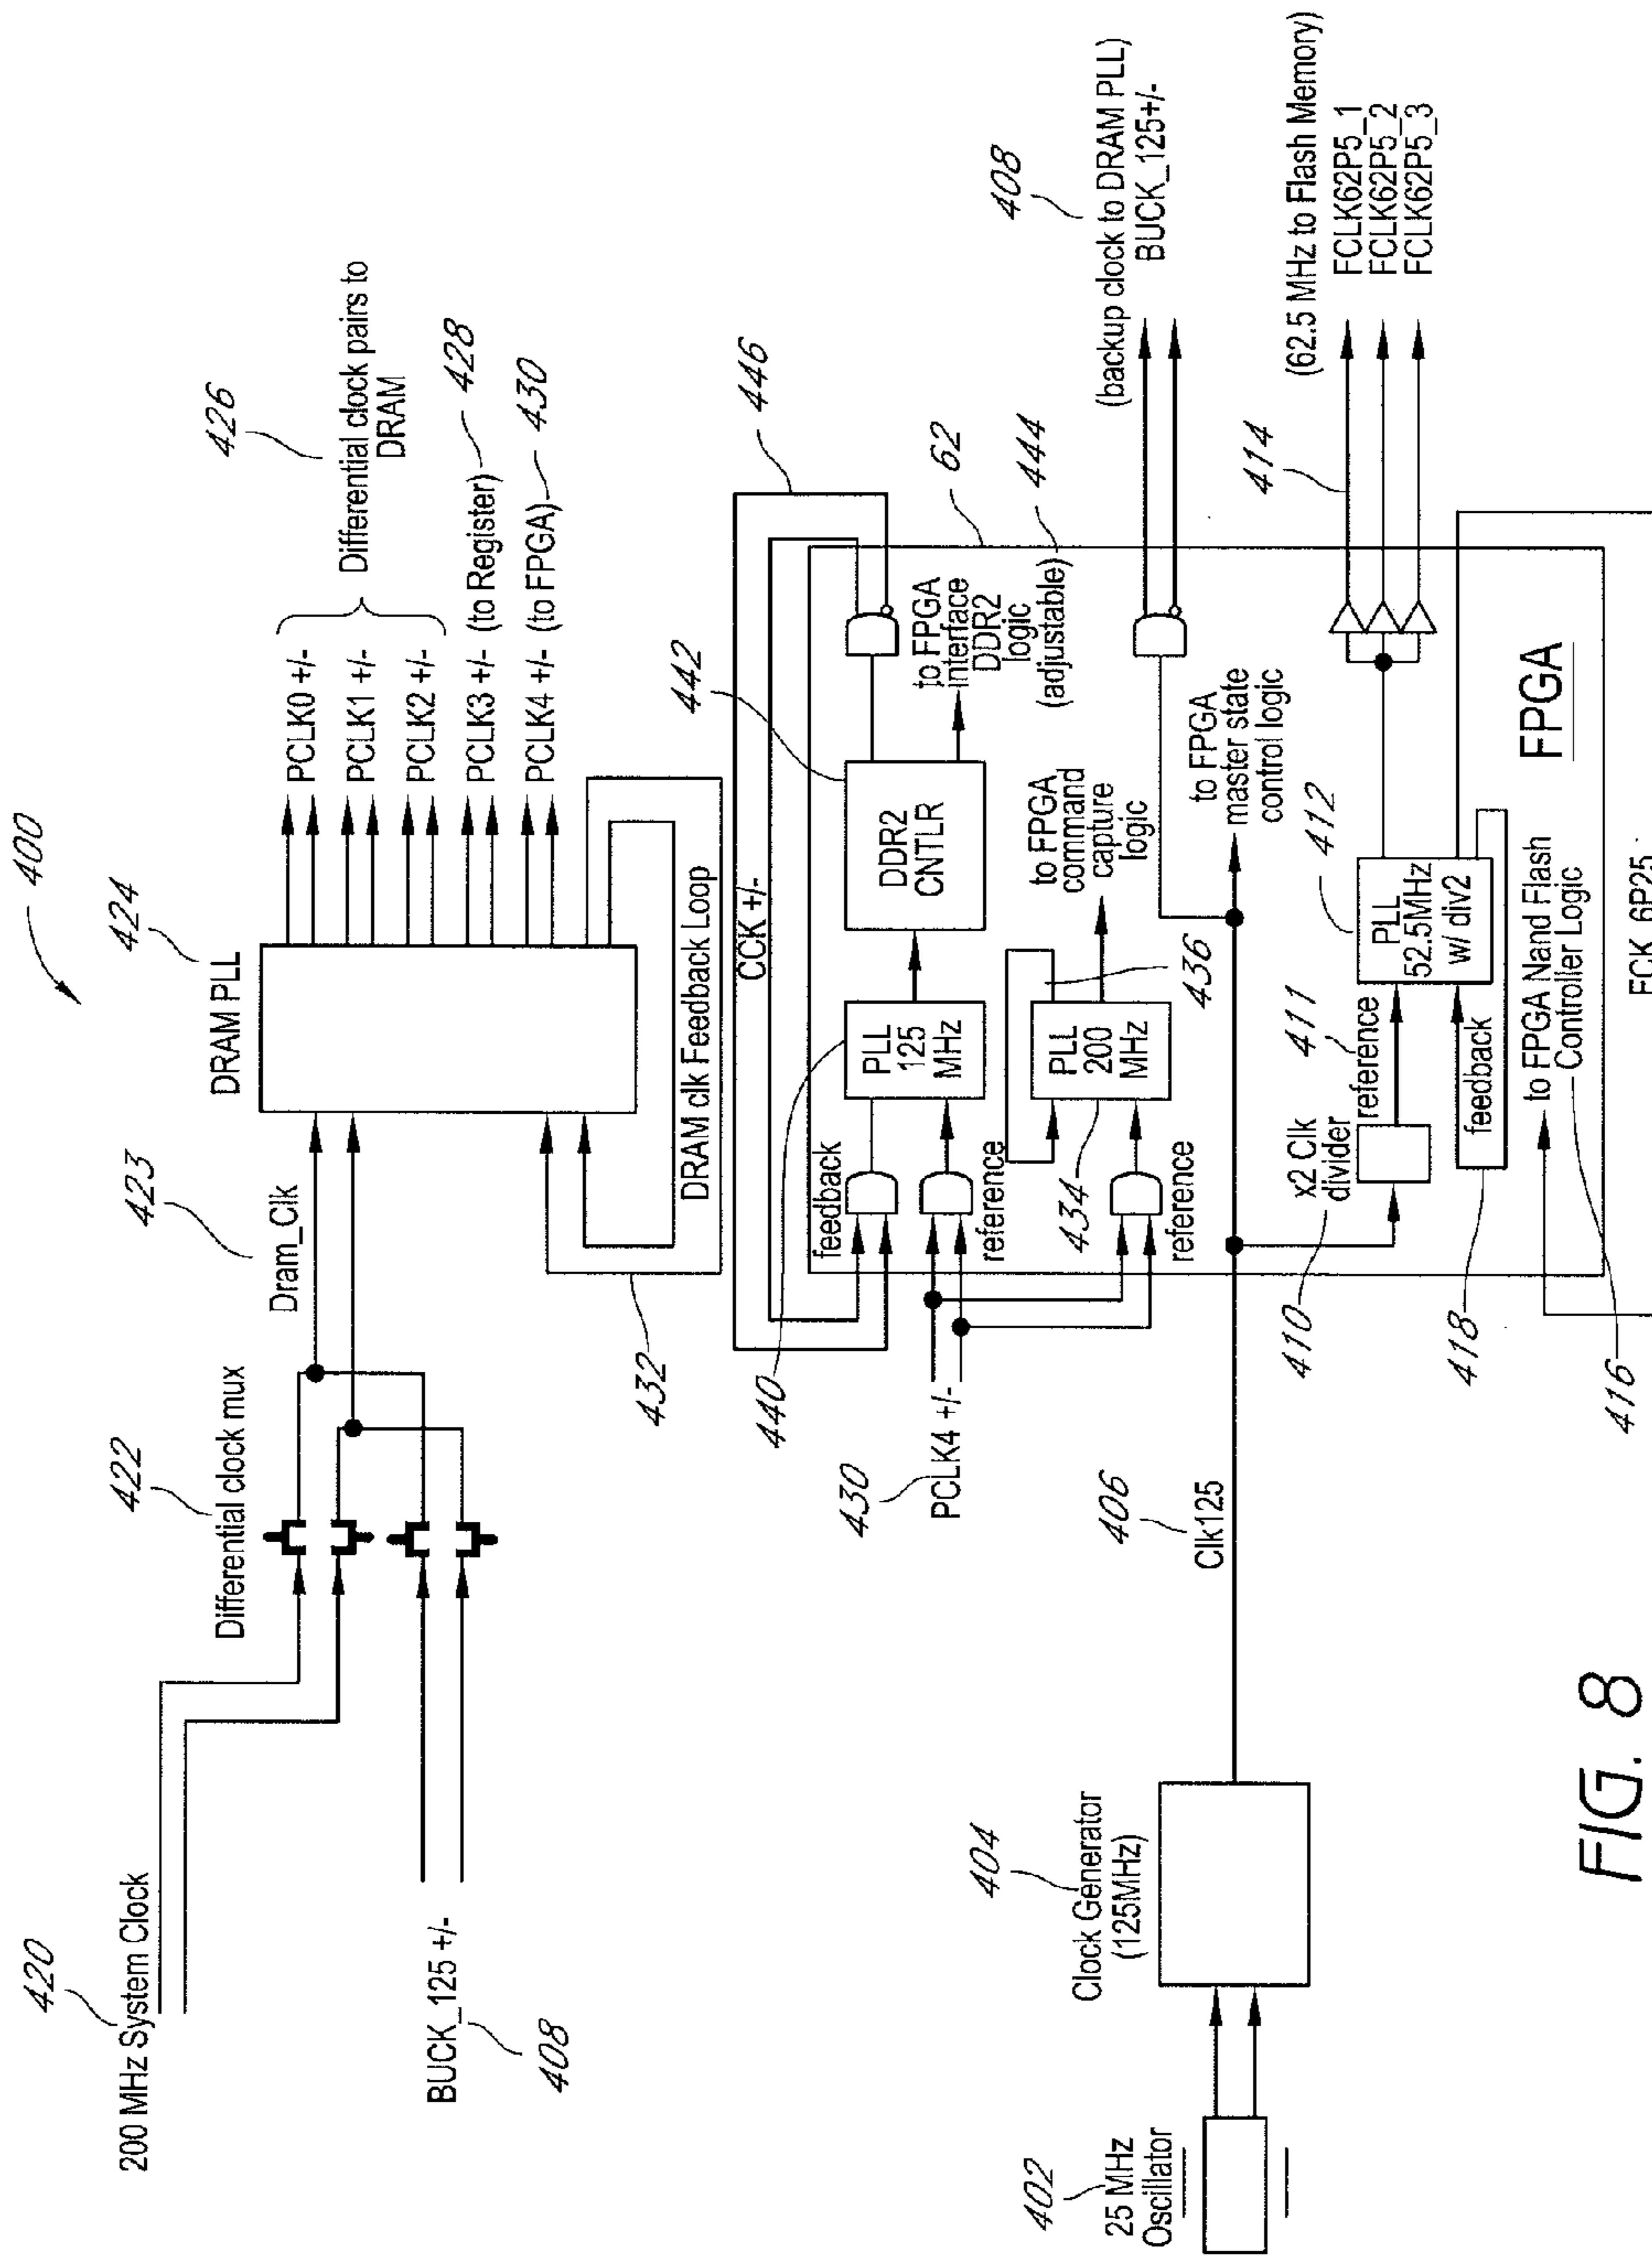 400
420
200 MHz System Clock
BUCK_125 +/-
408
422
Differential clock mux
423
Dram_Clk
424
DRAM PLL
PCLK0 +/-
PCLK1 +/-
PCLK2 +/-
PCLK3 +/- (to Register)
PCLK4 +/- (to FPGA)
426
Differential clock pairs to
DRAM
428
430
432
DRAM clk Feedback Loop
CCK +/-
446
440
430
PCLK4 +/-
feedback
reference
PLL
125
MHz
442
DDR2
CNTLR
to FPGA
interface
DDR2
logic
(adjustable)
62
444
434
reference
PLL
200
MHz
436
to FPGA
command
capture
logic
408
(backup clock to DRAM PLL)
BUCK_125+/-
402
25 MHz
Oscillator
404
Clock Generator
(125MHz)
406
Clk125
to FPGA
master state
control logic
410
x2 Clk
divider
411
reference
412
PLL
52.5MHz
w/ div2
feedback
418
414
(62.5 MHz to Flash Memory)
FCLK62P5_1
FCLK62P5_2
FCLK62P5_3
416
to FPGA Nand Flash
Controller Logic
FPGA
FCK_6P25
FIG. 8